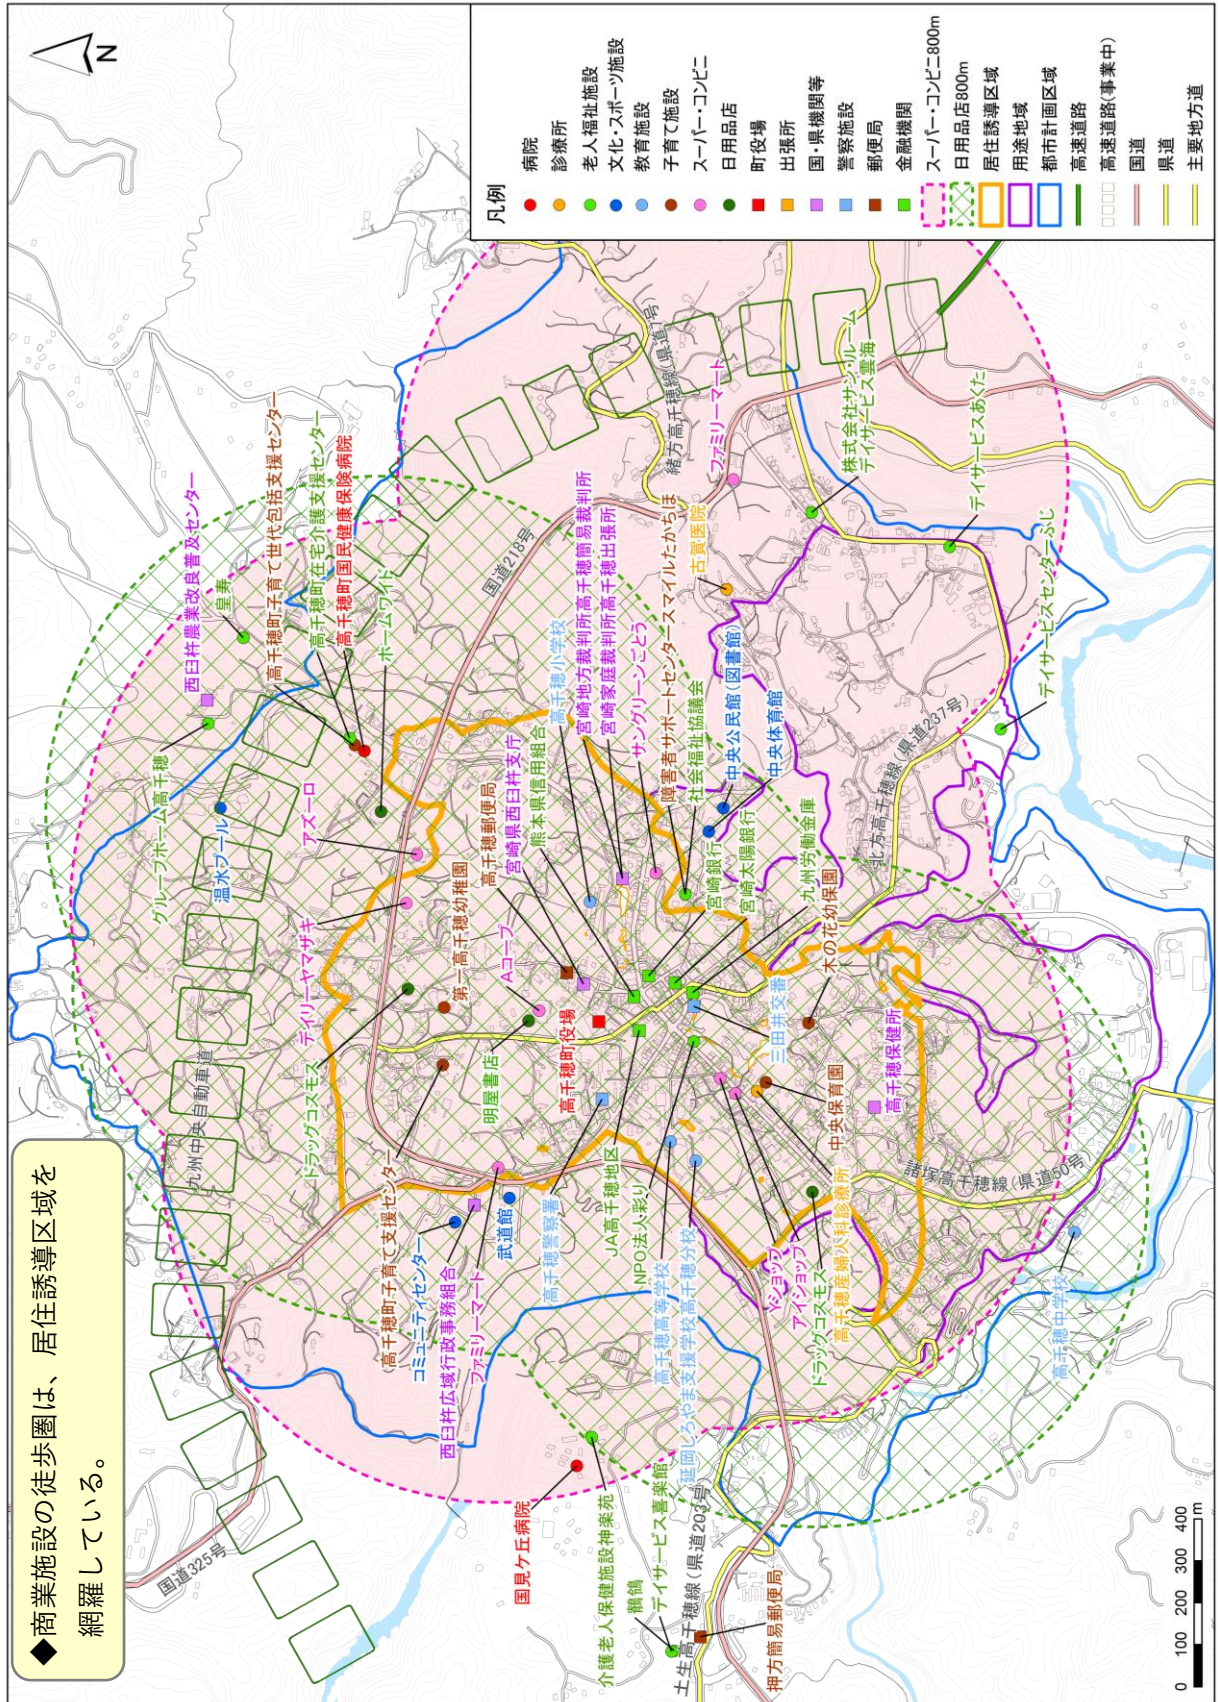 ◆商業施設の徒歩圏は、居住誘導区域を
網羅している。
N
凡例
病院
診療所
老人福祉施設
文化・スポーツ施設
教育施設
子育て施設
スーパー・コンビニ
日用品店
町役場
出張所
国・県機関等
警察施設
郵便局
金融機関
スーパー・コンビニ800m
日用品店800m
居住誘導区域
用途地域
都市計画区域
高速道路
高速道路(事業中)
国道
県道
主要地方道
国道325号
九州中央自動車道
グループホーム高千穂
温水プール
西臼杵農業改良普及センター
皇寿
高千穂町子育て世代包括支援センター
高千穂町在宅介護支援センター
高千穂町国民健康保険病院
ホームワイド
アズーロ
デイリーヤマザキ
ドラッグコスモス
第一高千穂幼稚園
国道218号
高千穂町子育て支援センター
コミュニティセンター
西臼杵広域行政事務組合
ファミリーマート
武道館
明屋書店
Aコープ
高千穂郵便局
宮崎県西臼杵支庁
熊本県信用組合
高千穂小学校
宮崎地方裁判所高千穂簡易裁判所
宮崎家庭裁判所高千穂出張所
サングリーンごとう
障害者サポートセンタースマイルたかちほ
社会福祉協議会
古賀医院
ファミリーマート
緒方高千穂線(県道7号)
高千穂町役場
高千穂警察署
JA高千穂地区
NPO法人彩り
高千穂高等学校
延岡しろやま支援学校高千穂分校
宮崎銀行
中央公民館(図書館)
宮崎太陽銀行
中央体育館
九州労働金庫
三田井交番
木の花幼保園
Yショップ
アイショップ
ドラッグコスモス
高千穂産婦人科診療所
中央保育園
高千穂保健所
北方高千穂線(県道237号)
株式会社サン・ルーム
デイサービス雲海
デイサービスあくた
デイサービスセンターふじ
諸塚高千穂線(県道50号)
高千穂中学校
国見ケ丘病院
介護老人保健施設神楽苑
鶺鴒
デイサービス喜楽館
土生高千穂線(県道203号)
押方簡易郵便局
0 100 200 300 400
m